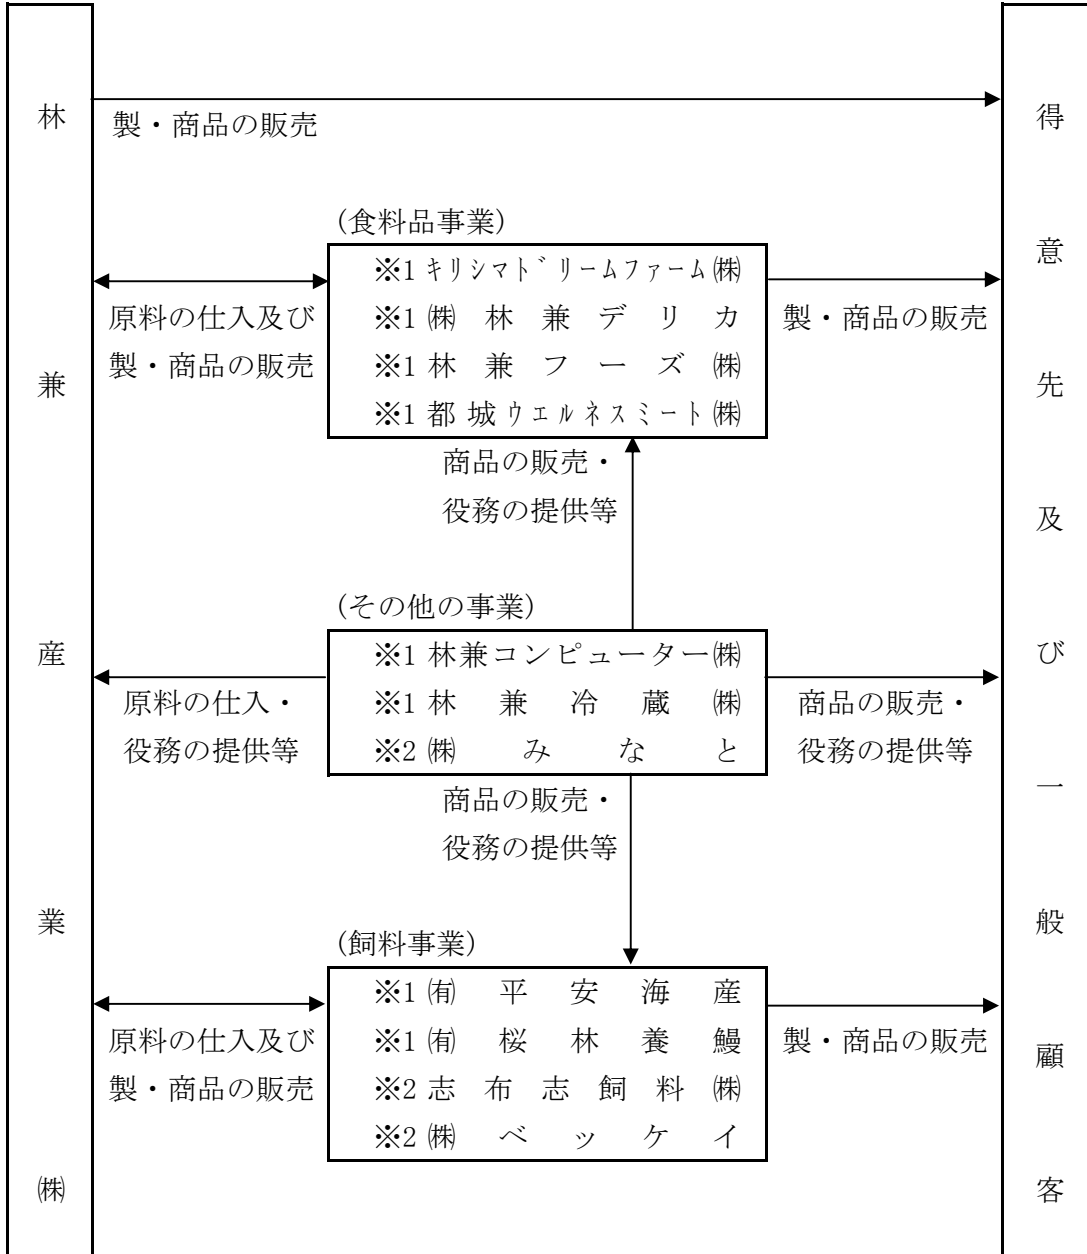 林兼産業㈱
製・商品の販売
(食料品事業)
※1 ｷﾘｼﾏﾄﾞﾘｰﾑﾌｧｰﾑ㈱
※1 ㈱林兼デリカ
※1 林兼フーズ㈱
※1 都城ｳｴﾙﾈｽﾐｰﾄ㈱
原料の仕入及び
製・商品の販売
製・商品の販売
商品の販売・
役務の提供等
(その他の事業)
※1 林兼コンピューター㈱
※1 林兼冷蔵㈱
※2 ㈱みなと
原料の仕入・
役務の提供等
商品の販売・
役務の提供等
商品の販売・
役務の提供等
(飼料事業)
※1 ㈲平安海産
※1 ㈲桜林養鰻
※2 志布志飼料㈱
※2 ㈱ベッケイ
原料の仕入及び
製・商品の販売
製・商品の販売
得意先及び一般顧客